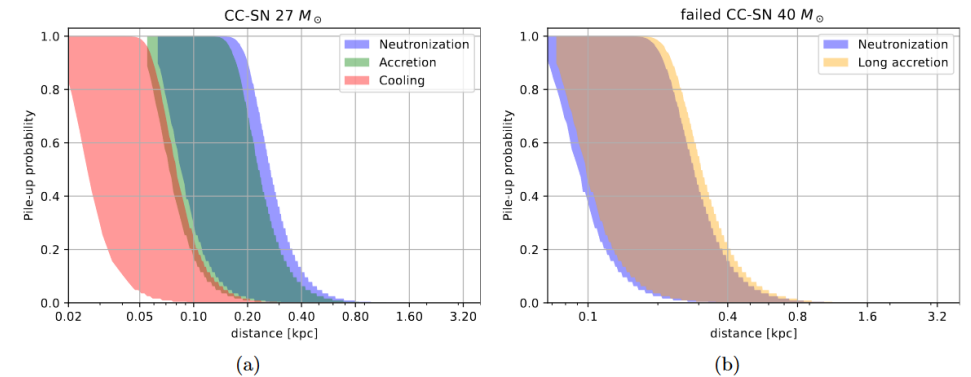 CC-SN 27 M⊙
Pile-up probability
1.0
0.8
0.6
0.4
0.2
0.0
Neutronization
Accretion
Cooling
0.02 0.05 0.10 0.20 0.40 0.80 1.60 3.20
distance [kpc]
(a)
failed CC-SN 40 M⊙
Pile-up probability
1.0
0.8
0.6
0.4
0.2
0.0
Neutronization
Long accretion
0.1 0.4 0.8 1.6 3.2
distance [kpc]
(b)